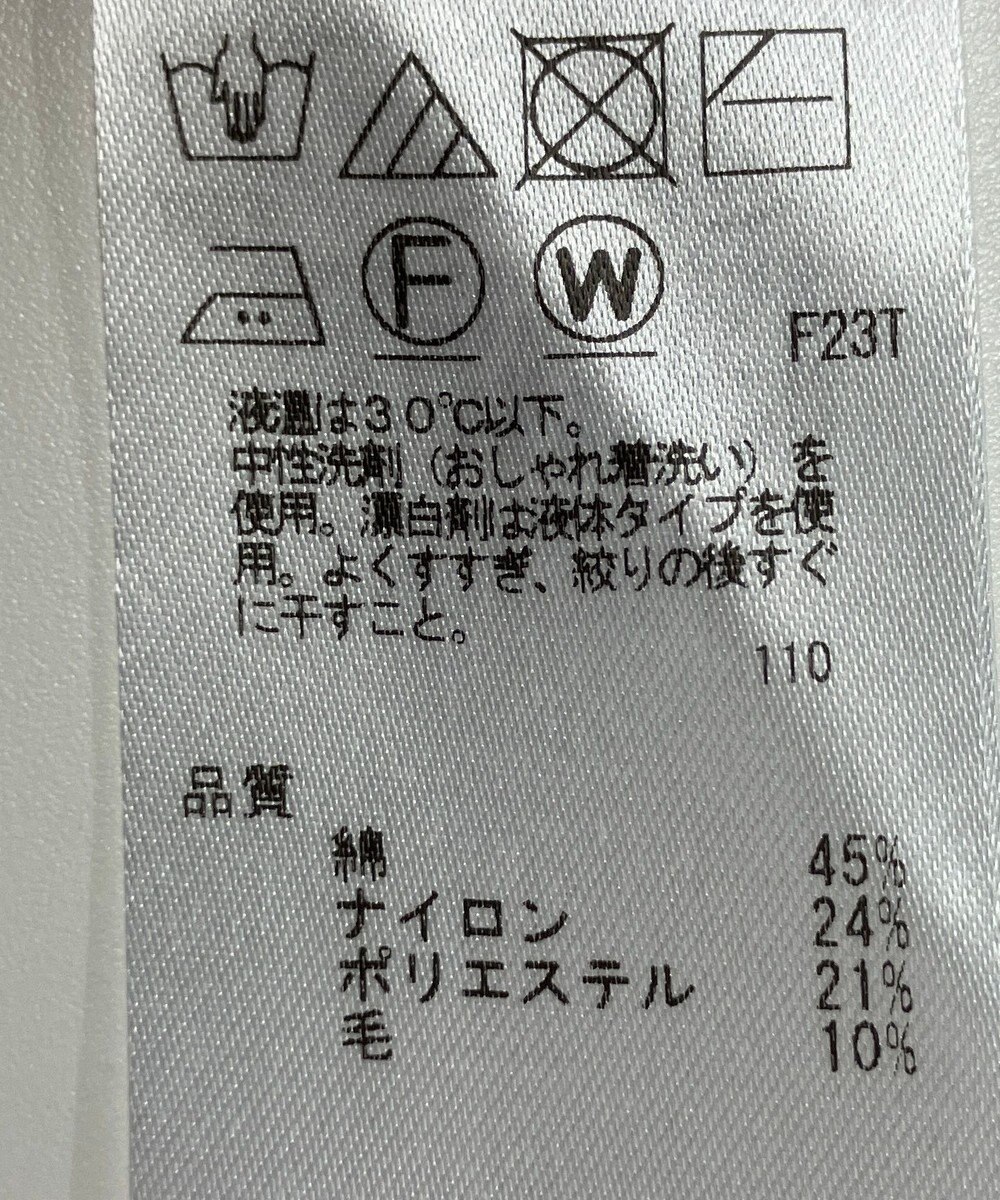 F W
F23T
液温は30℃以下。
中性洗剤（おしゃれ着洗い）を
使用。漂白剤は液体タイプを使
用。よくすすぎ、絞りの後すぐ
に干すこと。
110
品質
綿 45%
ナイロン 24%
ポリエステル 21%
毛 10%